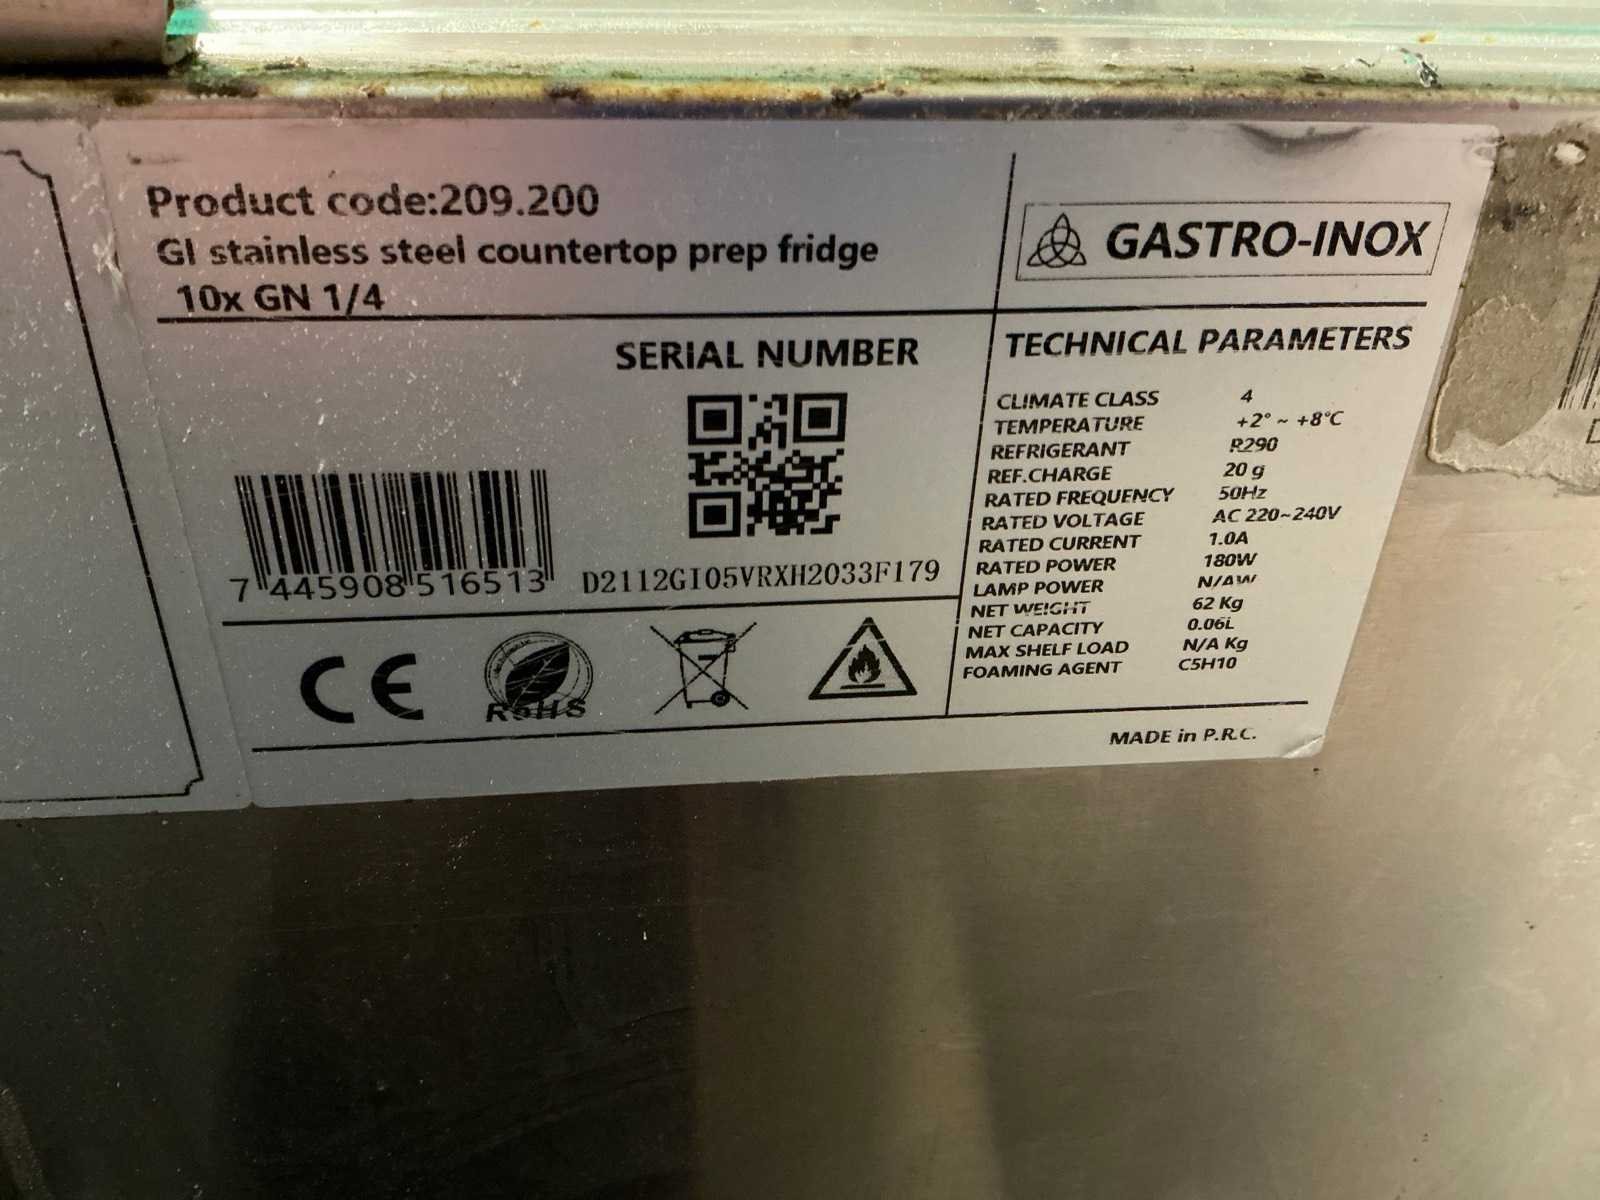 Product code:209.200
GI stainless steel countertop prep fridge
10x GN 1/4
GASTRO-INOX
SERIAL NUMBER
7 445908 516513
D2112GI05VRXH2033F179
CE
RoHS
TECHNICAL PARAMETERS
CLIMATE CLASS 4
TEMPERATURE +2° ~ +8°C
REFRIGERANT R290
REF.CHARGE 20 g
RATED FREQUENCY 50Hz
RATED VOLTAGE AC 220~240V
RATED CURRENT 1.0A
RATED POWER 180W
LAMP POWER N/AW
NET WEIGHT 62 Kg
NET CAPACITY 0.06L
MAX SHELF LOAD N/A Kg
FOAMING AGENT C5H10
MADE in P.R.C.